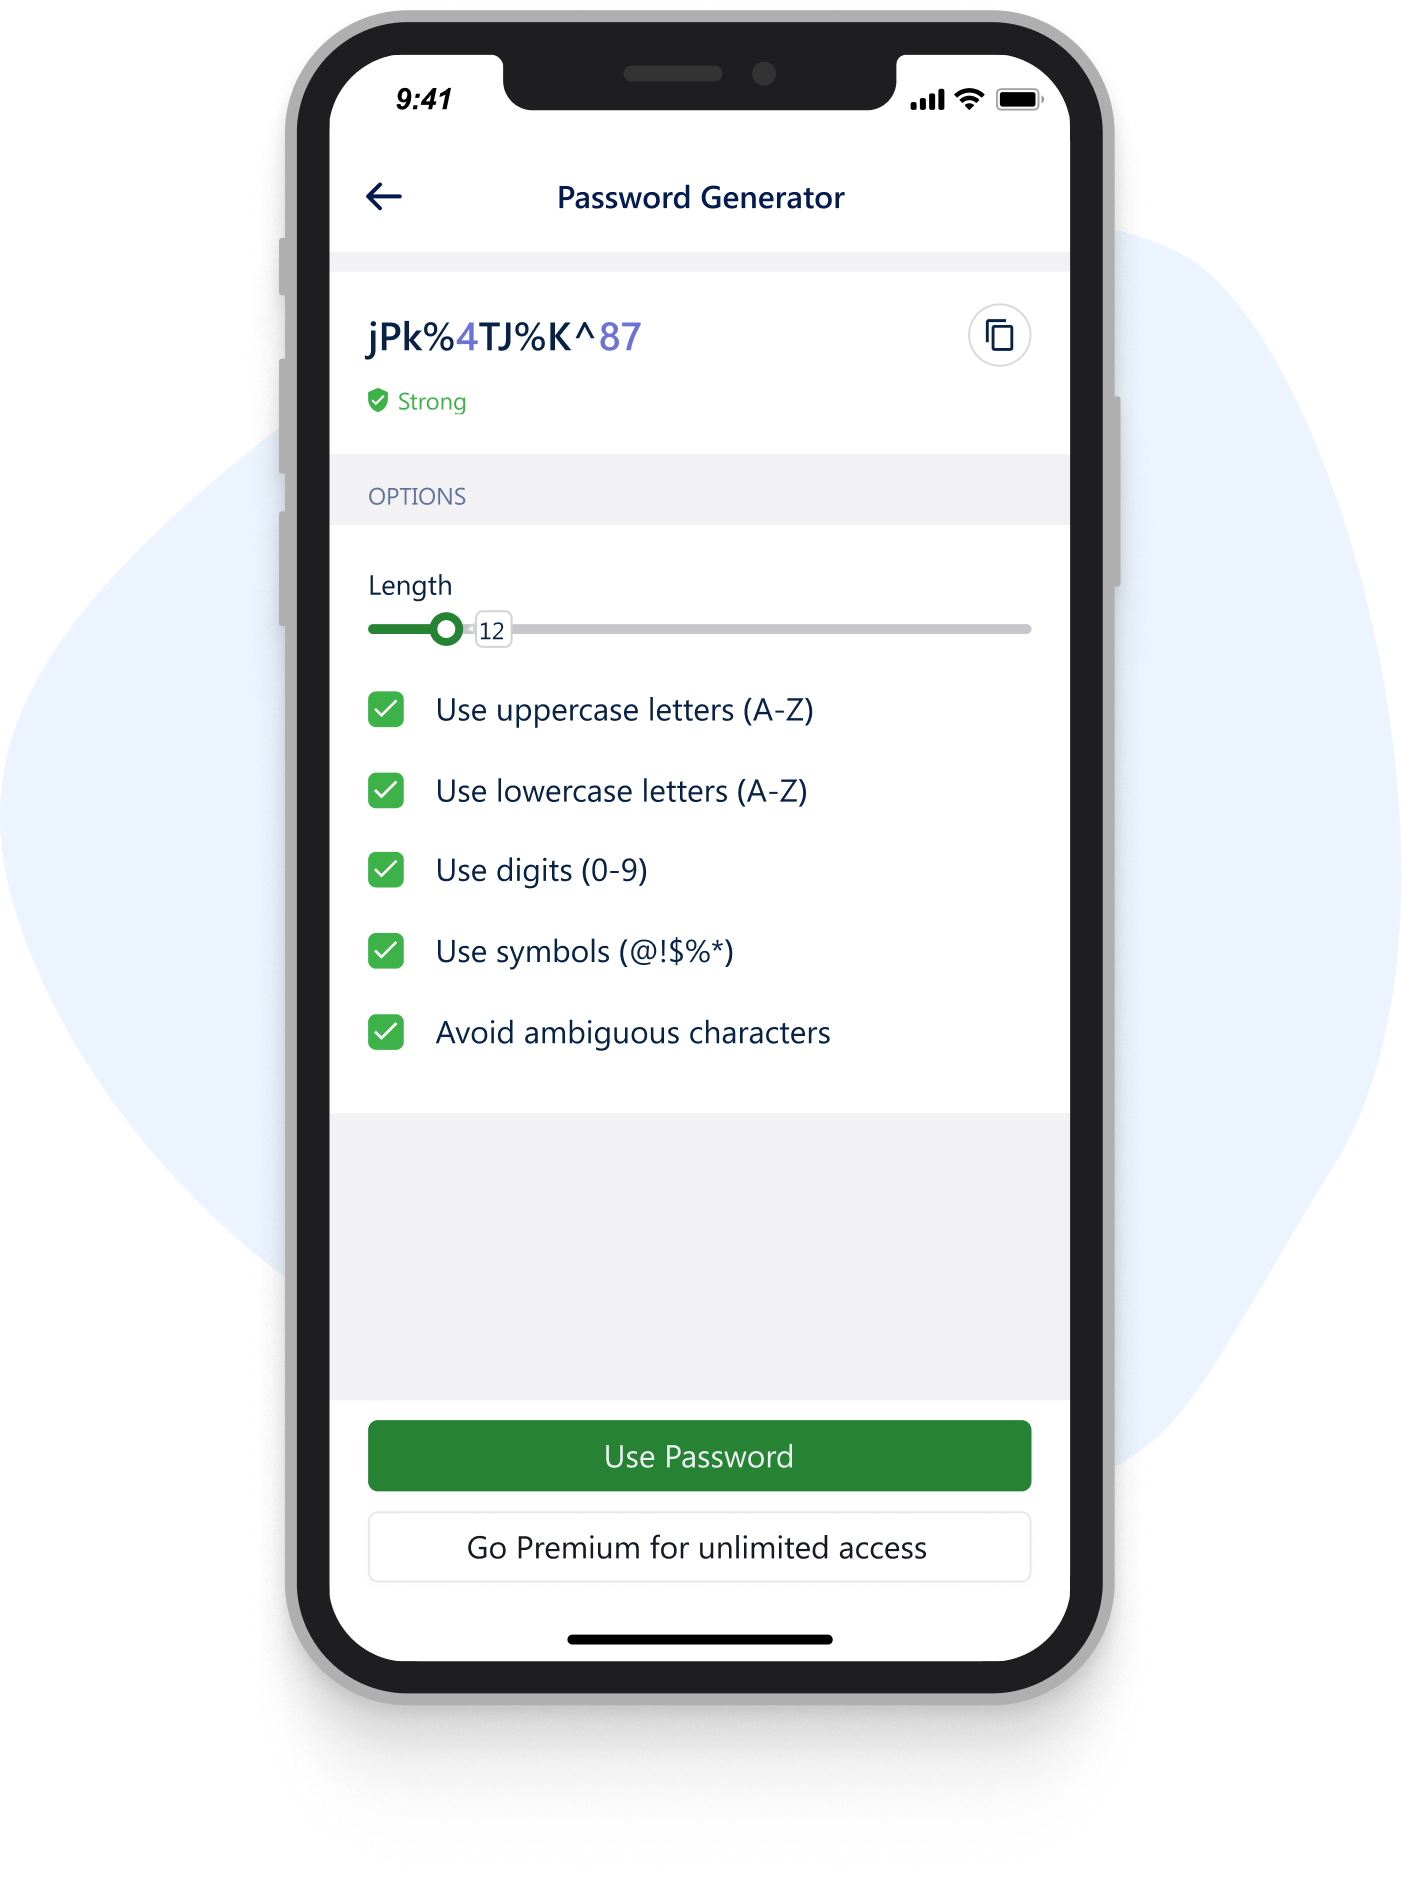 9:41
Password Generator
jPk%4TJ%K^87
Strong
OPTIONS
Length
12
Use uppercase letters (A-Z)
Use lowercase letters (A-Z)
Use digits (0-9)
Use symbols (@!$%*)
Avoid ambiguous characters
Use Password
Go Premium for unlimited access